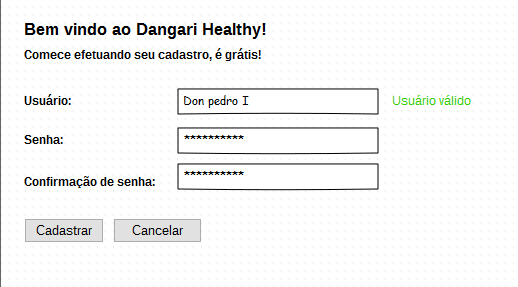 Bem vindo ao Dangari Healthy!
Comece efetuando seu cadastro, é grátis!
Usuário: Don pedro I Usuário válido
Senha: **********
Confirmação de senha: **********
Cadastrar Cancelar